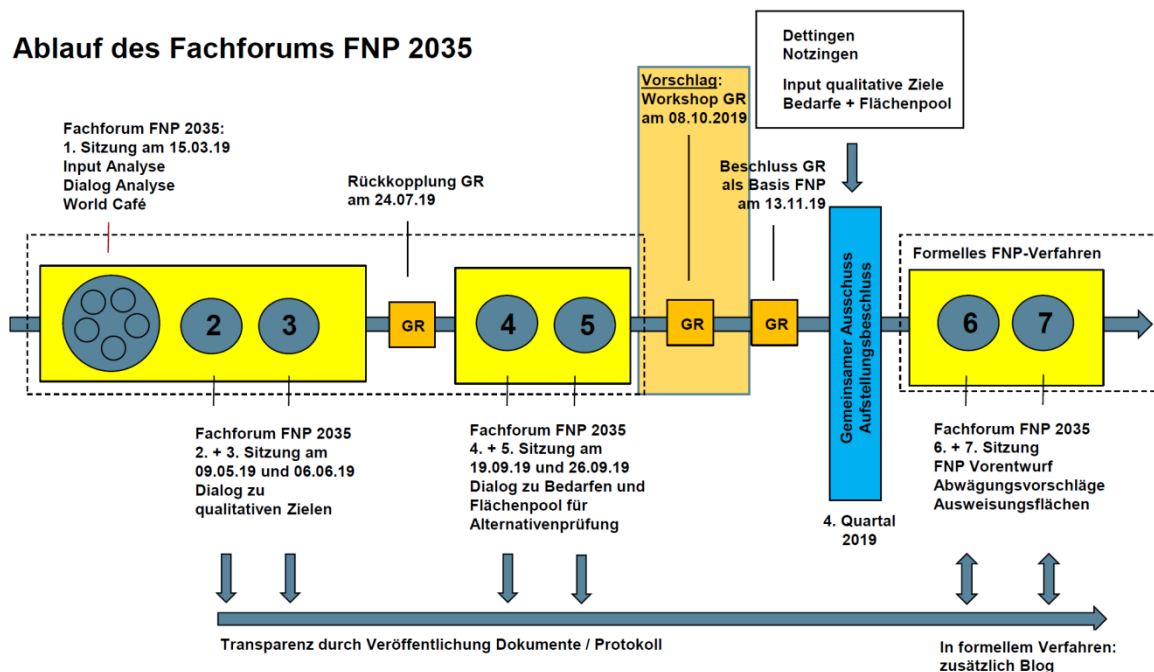 Ablauf des Fachforums FNP 2035
Dettingen
Notzingen
Input qualitative Ziele
Bedarfe + Flächenpool
Vorschlag:
Workshop GR
am 08.10.2019
Fachforum FNP 2035:
1. Sitzung am 15.03.19
Input Analyse
Dialog Analyse
World Café
Rückkopplung GR
am 24.07.19
Beschluss GR
als Basis FNP
am 13.11.19
Formelles FNP-Verfahren
2
3
GR
4
5
GR
GR
Gemeinsamer Ausschuss
Aufstellungsbeschluss
6
7
Fachforum FNP 2035
2. + 3. Sitzung am
09.05.19 und 06.06.19
Dialog zu
qualitativen Zielen
Fachforum FNP 2035
4. + 5. Sitzung am
19.09.19 und 26.09.19
Dialog zu Bedarfen und
Flächenpool für
Alternativenprüfung
4. Quartal
2019
Fachforum FNP 2035
6. + 7. Sitzung
FNP Vorentwurf
Abwägungsvorschläge
Ausweisungsflächen
Transparenz durch Veröffentlichung Dokumente / Protokoll
In formellem Verfahren:
zusätzlich Blog